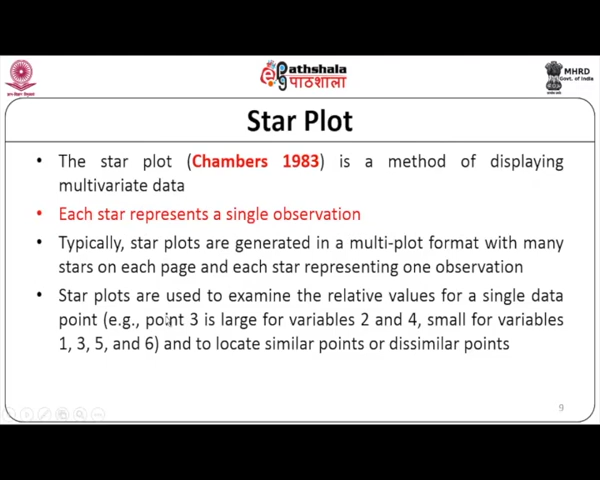 Pathshala
पाठशाला
MHRD
Govt. of India
Star Plot
• The star plot (Chambers 1983) is a method of displaying
multivariate data
• Each star represents a single observation
• Typically, star plots are generated in a multi-plot format with many
stars on each page and each star representing one observation
• Star plots are used to examine the relative values for a single data
point (e.g., point 3 is large for variables 2 and 4, small for variables
1, 3, 5, and 6) and to locate similar points or dissimilar points
9